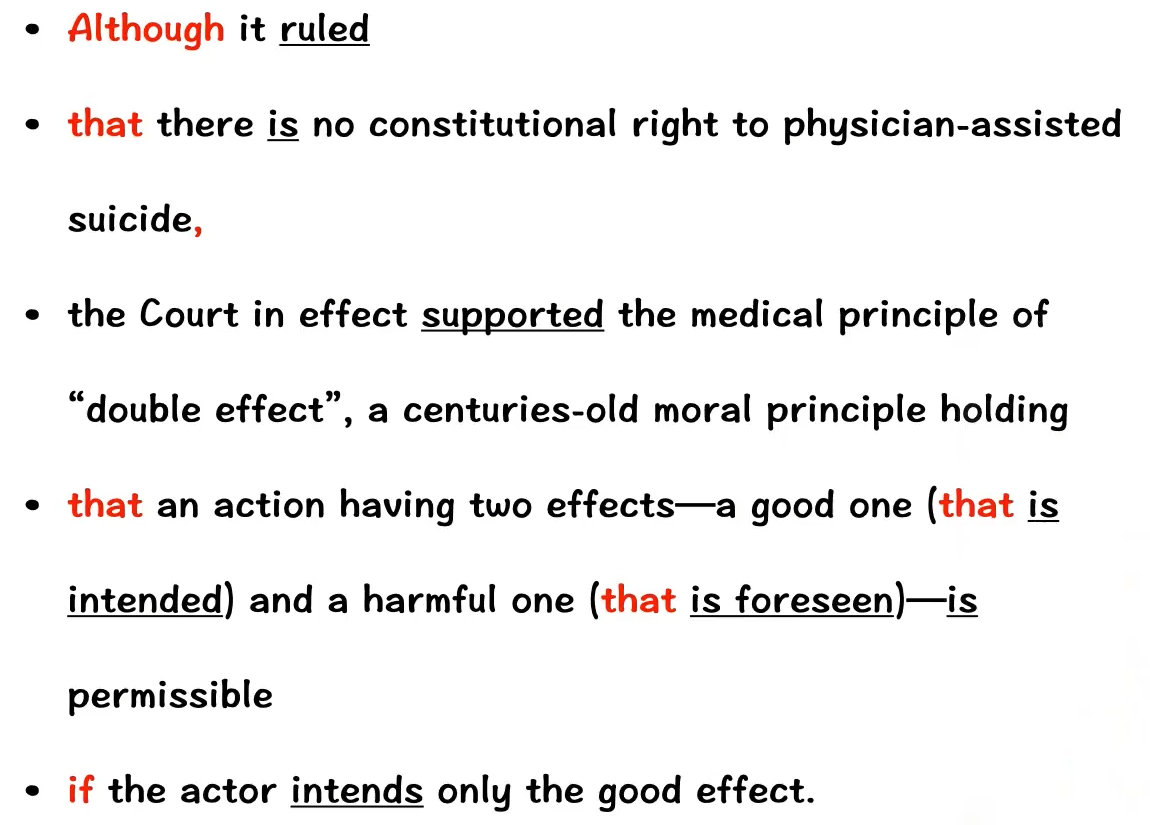 • Although it ruled
• that there is no constitutional right to physician-assisted
suicide,
• the Court in effect supported the medical principle of
“double effect”, a centuries-old moral principle holding
• that an action having two effects—a good one (that is
intended) and a harmful one (that is foreseen)—is
permissible
• if the actor intends only the good effect.